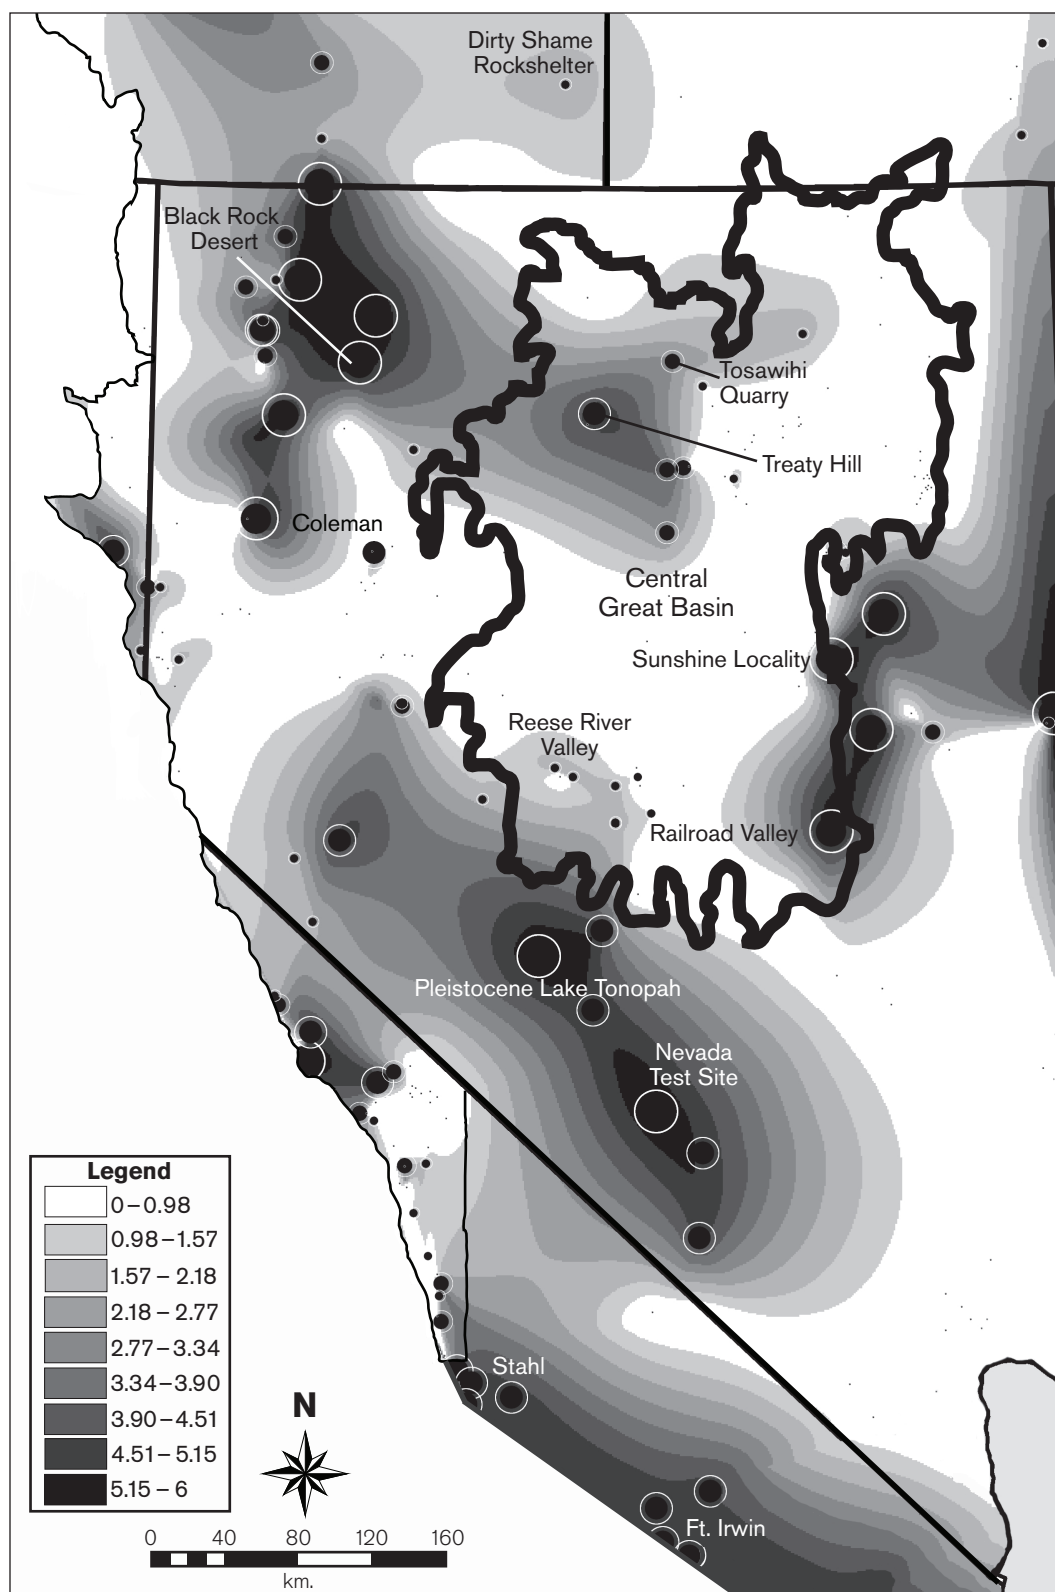 Dirty Shame
Rockshelter
Black Rock
Desert
Tosawihi
Quarry
Treaty Hill
Coleman
Central
Great Basin
Sunshine Locality
Reese River
Valley
Railroad Valley
Pleistocene Lake Tonopah
Nevada
Test Site
Legend
0 – 0.98
0.98 – 1.57
1.57 – 2.18
2.18 – 2.77
2.77 – 3.34
3.34 – 3.90
3.90 – 4.51
4.51 – 5.15
5.15 – 6
Stahl
N
Ft. Irwin
0 40 80 120 160
km.